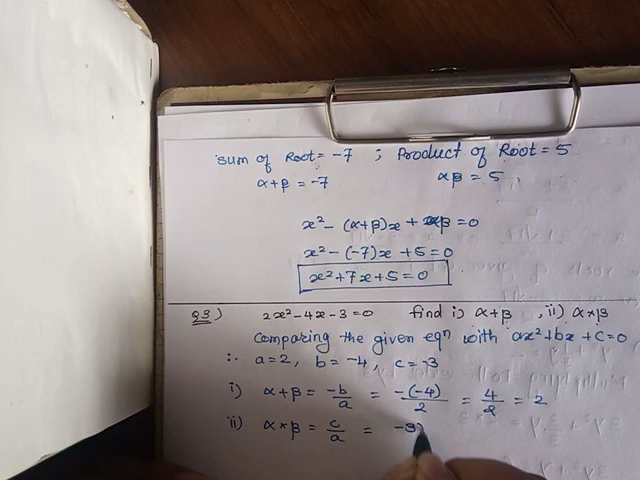 Sum of Root = -7 ; Product of Root = 5
α+β = -7 αβ = 5
x² - (α+β)x + αβ = 0
x² - (-7)x + 5 = 0
x² + 7x + 5 = 0
Q3) 2x² - 4x - 3 = 0 find i) α+β , ii) α×β
Comparing the given eqn with ax² + bx + c = 0
∴ a = 2, b = -4, c = -3
i) α+β = -b/a = -(-4)/2 = 4/2 = 2
ii) α×β = c/a = -3